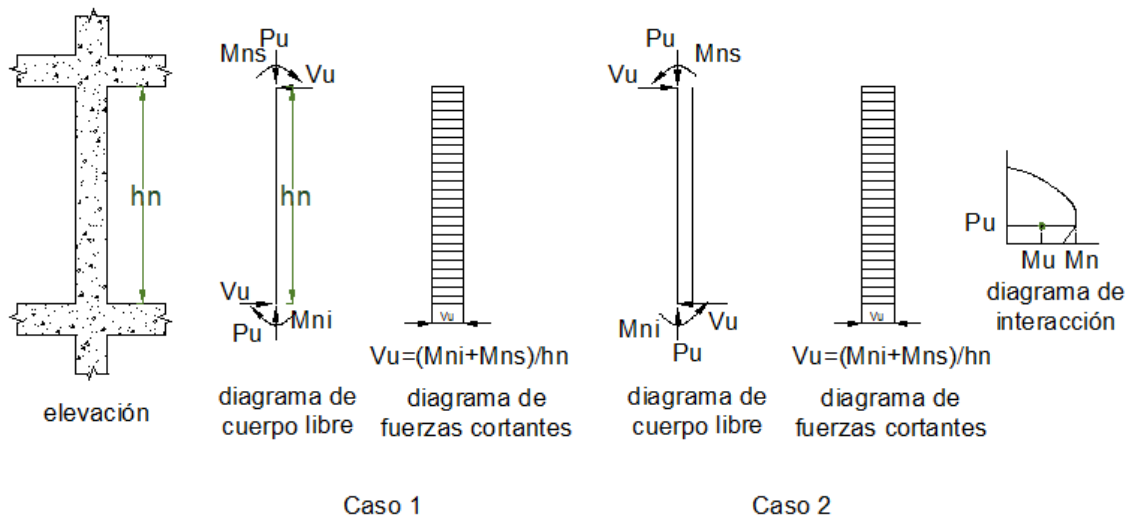 hn
elevación
Pu
Mns
Vu
hn
Vu
Pu
Mni
diagrama de
cuerpo libre
Vu
Vu=(Mni+Mns)/hn
diagrama de
fuerzas cortantes
Caso 1
Pu
Mns
Vu
Mni
Vu
Pu
diagrama de
cuerpo libre
Vu
Vu=(Mni+Mns)/hn
diagrama de
fuerzas cortantes
Caso 2
Pu
Mu Mn
diagrama de
interacción